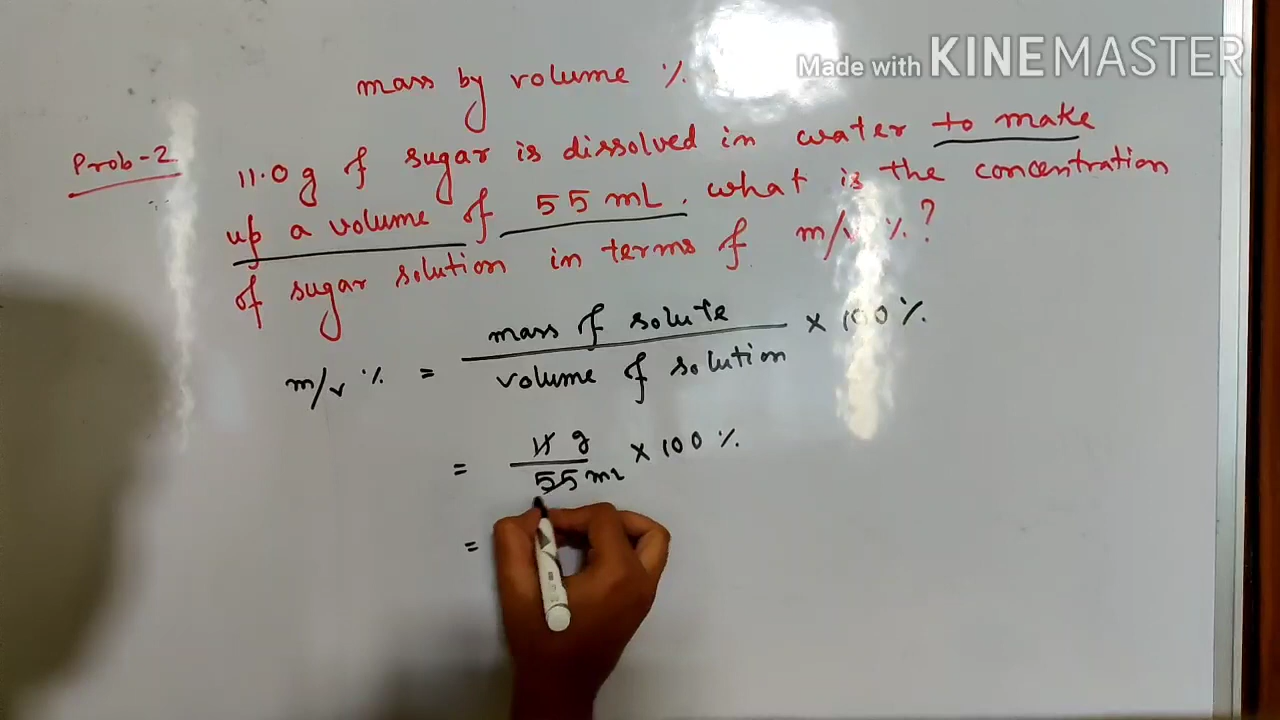 Made with KINEMASTER
mass by volume %
Prob-2 11.0 g of sugar is dissolved in water to make
up a volume of 55 mL. what is the concentration
of sugar solution in terms of m/v %?
m/v % = mass of solute / volume of solution × 100 %
= 11 g / 55 mL × 100 %
=